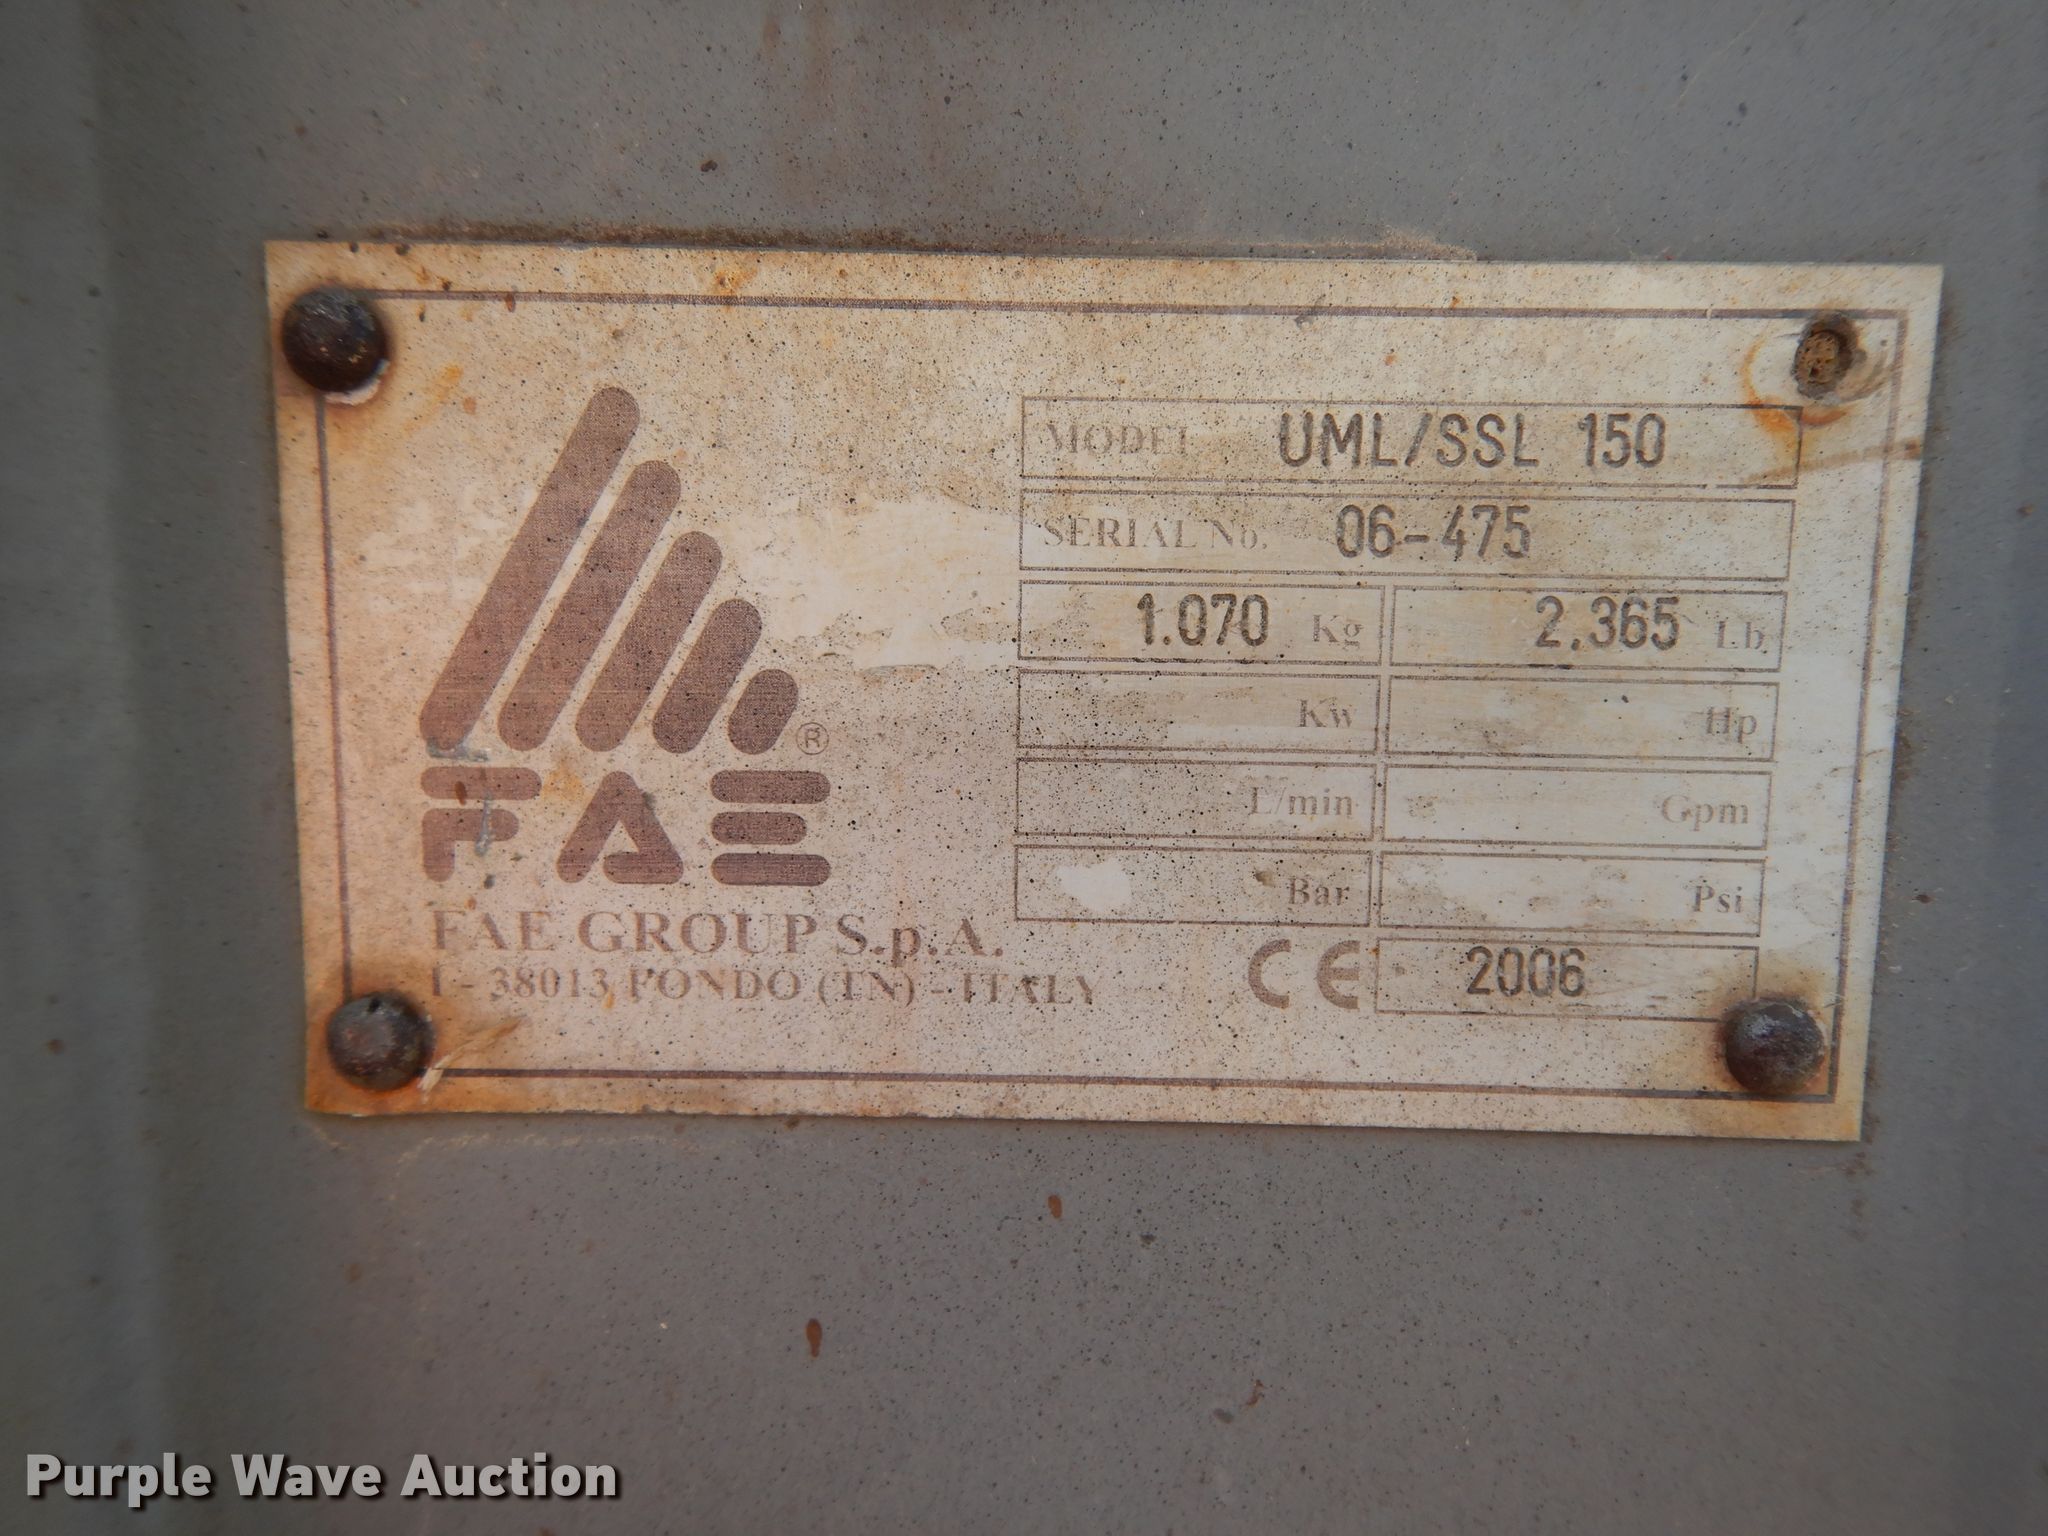 MODEL UML/SSL 150
SERIAL No. 06-475
1.070 Kg 2.365 Lb
Kw Hp
L/min Gpm
Bar Psi
CE 2006
®
FAE
FAE GROUP S.p.A.
I - 38013 FONDO (TN) - ITALY
Purple Wave Auction